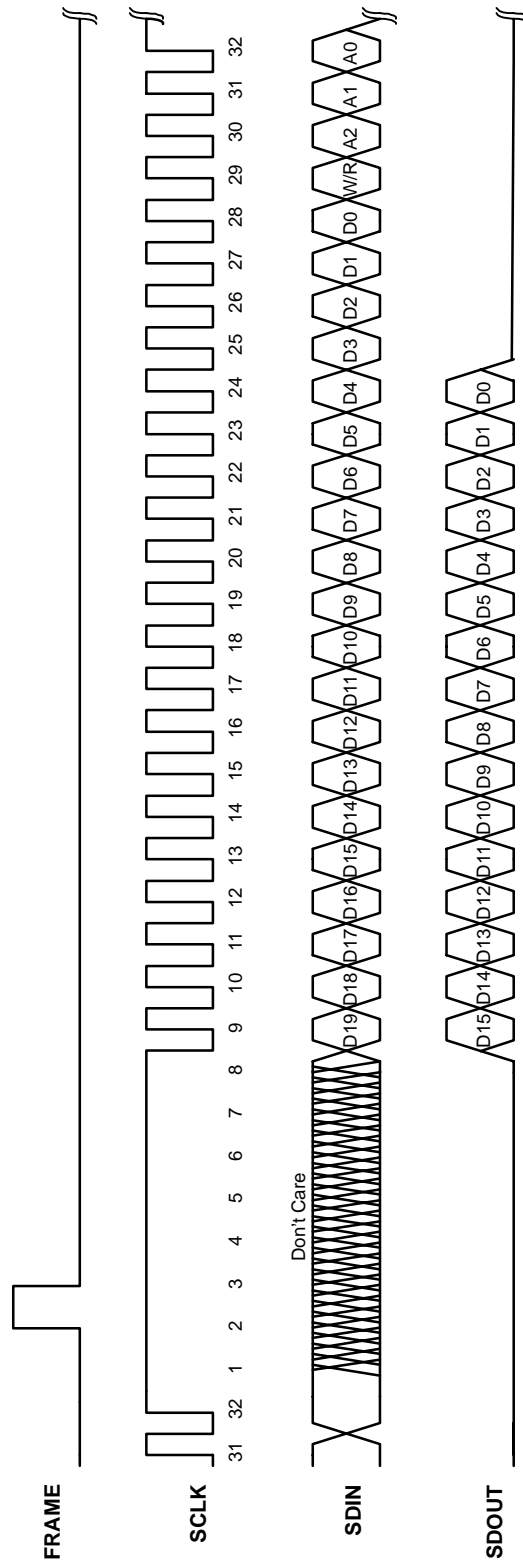 FRAME
SCLK
31 32 1 2 3 4 5 6 7 8 9 10 11 12 13 14 15 16 17 18 19 20 21 22 23 24 25 26 27 28 29 30 31 32
Don't Care
SDIN
D19 D18 D17 D16 D15 D14 D13 D12 D11 D10 D9 D8 D7 D6 D5 D4 D3 D2 D1 D0 W/R A2 A1 A0
SDOUT
D15 D14 D13 D12 D11 D10 D9 D8 D7 D6 D5 D4 D3 D2 D1 D0